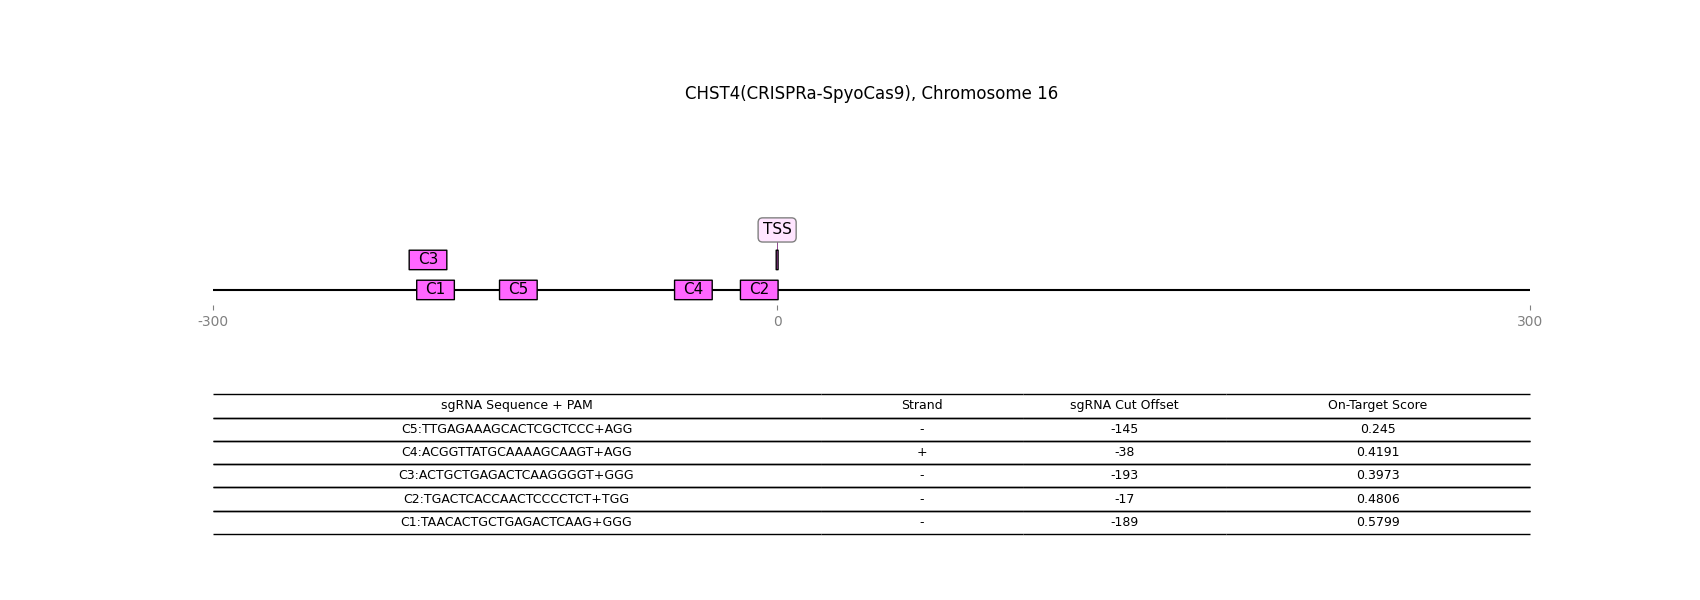 CHST4(CRISPRa-SpyoCas9), Chromosome 16
TSS
C3
C1 C5 C4 C2
-300 0 300
sgRNA Sequence + PAM Strand sgRNA Cut Offset On-Target Score
C5:TTGAGAAAGCACTCGCTCCC+AGG - -145 0.245
C4:ACGGTTATGCAAAAGCAAGT+AGG + -38 0.4191
C3:ACTGCTGAGACTCAAGGGGT+GGG - -193 0.3973
C2:TGACTCACCAACTCCCCTCT+TGG - -17 0.4806
C1:TAACACTGCTGAGACTCAAG+GGG - -189 0.5799